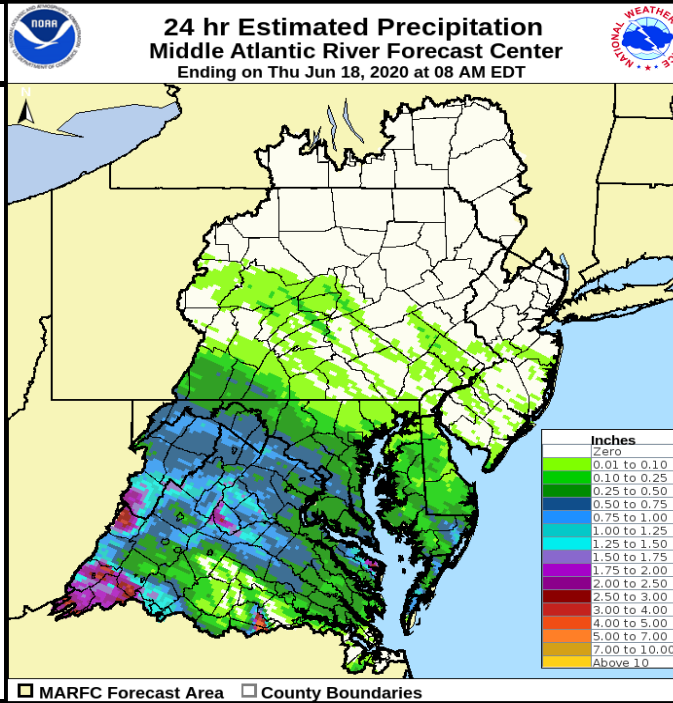 24 hr Estimated Precipitation
Middle Atlantic River Forecast Center
Ending on Thu Jun 18, 2020 at 08 AM EDT
NOAA
NATIONAL WEATHER
N
Inches
Zero
0.01 to 0.10
0.10 to 0.25
0.25 to 0.50
0.50 to 0.75
0.75 to 1.00
1.00 to 1.25
1.25 to 1.50
1.50 to 1.75
1.75 to 2.00
2.00 to 2.50
2.50 to 3.00
3.00 to 4.00
4.00 to 5.00
5.00 to 7.00
7.00 to 10.00
Above 10
MARFC Forecast Area County Boundaries